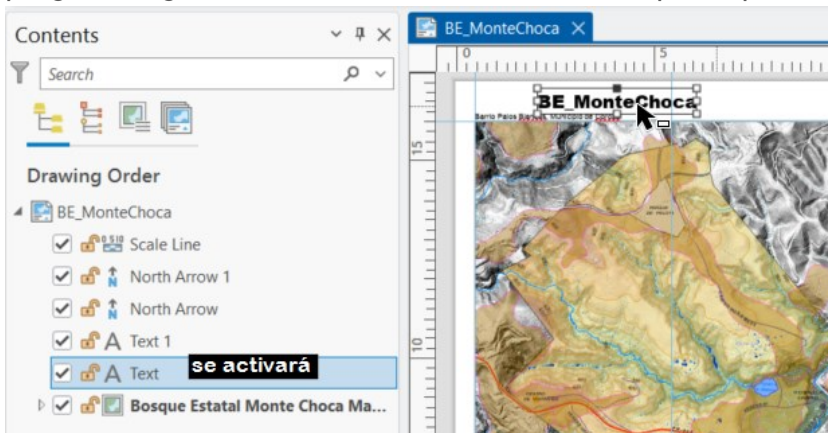 Contents
Search
Drawing Order
BE_MonteChoca
Scale Line
North Arrow 1
North Arrow
Text 1
Text
se activará
Bosque Estatal Monte Choca Ma...
BE_MonteChoca
0
5
15
10
BE_MonteChoca